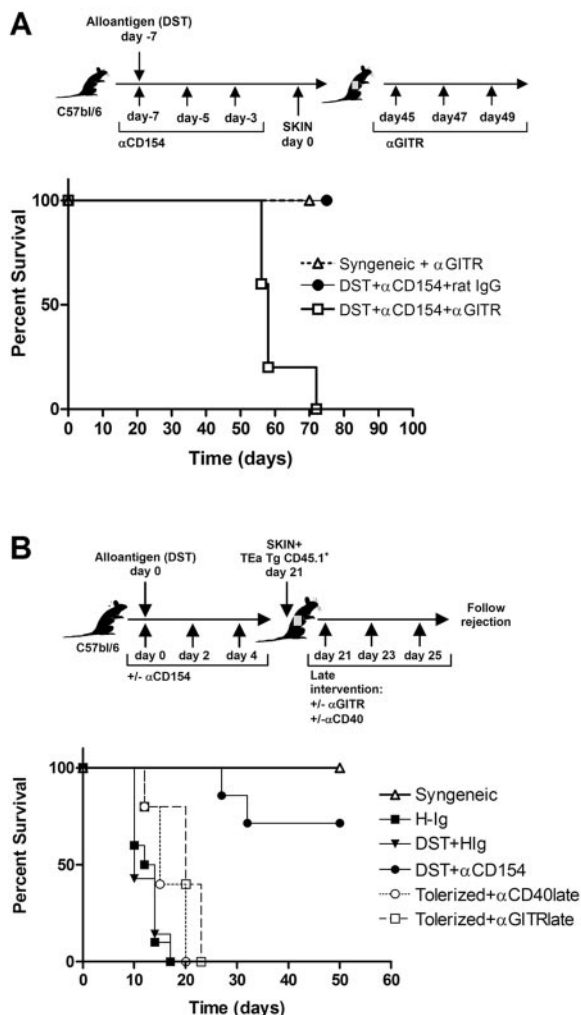 A
Alloantigen (DST)
day -7
C57bl/6
day-7 day-5 day-3
αCD154
SKIN
day 0
day45 day47 day49
αGITR
Percent Survival
100
50
0
0 10 20 30 40 50 60 70 80 90 100
Time (days)
Syngeneic + αGITR
DST+αCD154+rat IgG
DST+αCD154+αGITR
B
Alloantigen (DST)
day 0
SKIN+
TEa Tg CD45.1+
day 21
C57bl/6
day 0 day 2 day 4
+/- αCD154
day 21 day 23 day 25
Late
intervention:
+/- αGITR
+/-αCD40
Follow
rejection
Percent Survival
100
50
0
0 10 20 30 40 50 60
Time (days)
Syngeneic
H-Ig
DST+HIg
DST+αCD154
Tolerized+αCD40late
Tolerized+αGITRlate